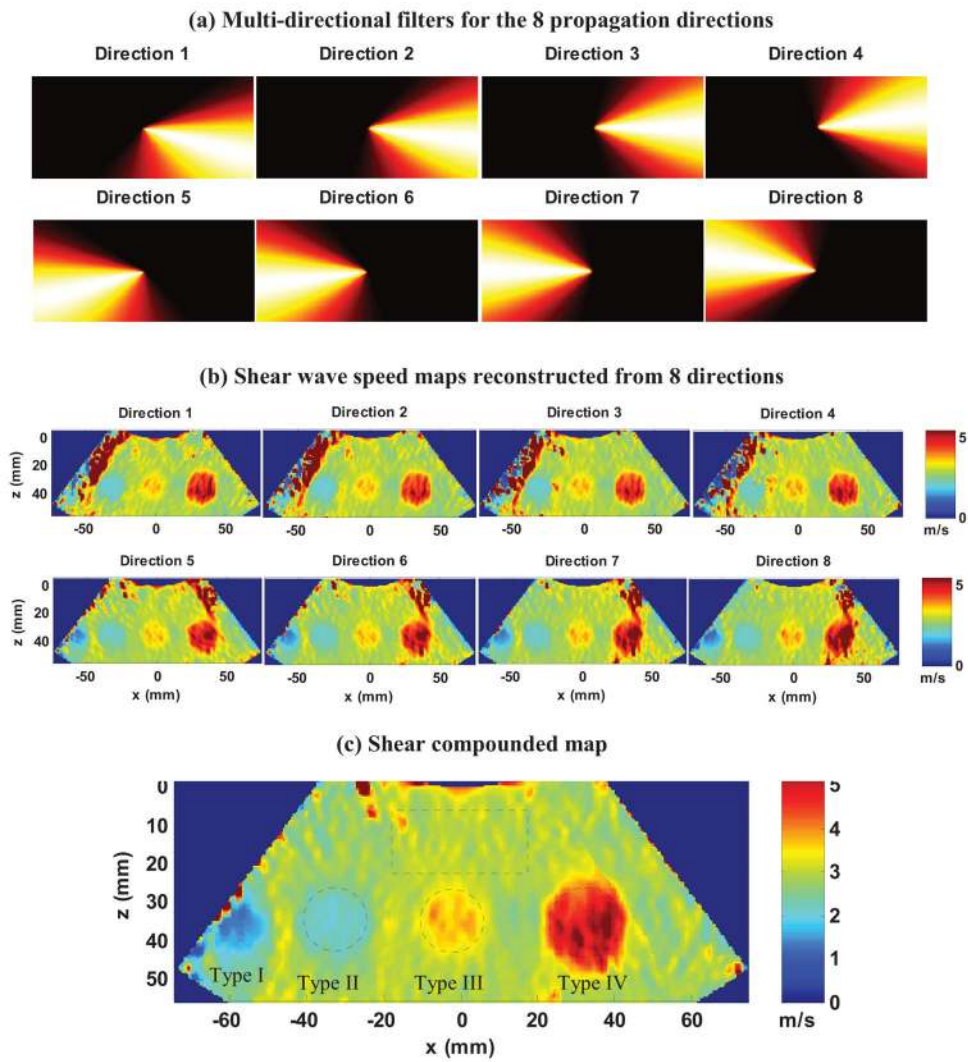 (a) Multi-directional filters for the 8 propagation directions
Direction 1 Direction 2 Direction 3 Direction 4
Direction 5 Direction 6 Direction 7 Direction 8
(b) Shear wave speed maps reconstructed from 8 directions
Direction 1 Direction 2 Direction 3 Direction 4
z (mm)
0
20
40
-50 0 50 -50 0 50 -50 0 50 -50 0 50
5
0
m/s
Direction 5 Direction 6 Direction 7 Direction 8
z (mm)
0
20
40
-50 0 50 -50 0 50 -50 0 50 -50 0 50
x (mm) x (mm) x (mm) x (mm)
5
0
m/s
(c) Shear compounded map
z (mm)
0
10
20
30
40
50
Type I Type II Type III Type IV
-60 -40 -20 0 20 40 60
x (mm)
5
4
3
2
1
0
m/s